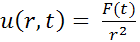 u(r,t) = F(t)/r²